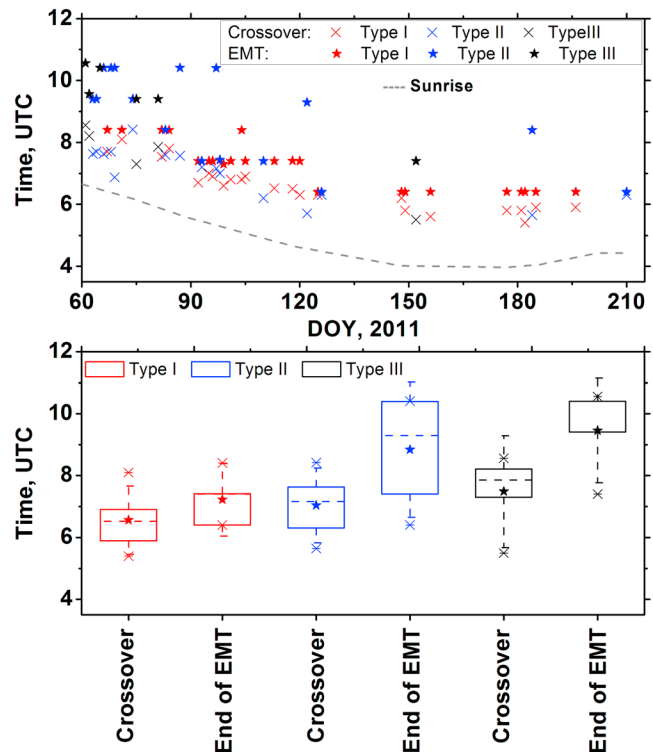 12
10
8
6
4
Time, UTC
Crossover: Type I Type II TypeIII
EMT: Type I Type II Type III
Sunrise
60 90 120 150 180 210
DOY, 2011
12
10
8
6
4
Time, UTC
Type I Type II Type III
Crossover
End of EMT
Crossover
End of EMT
Crossover
End of EMT